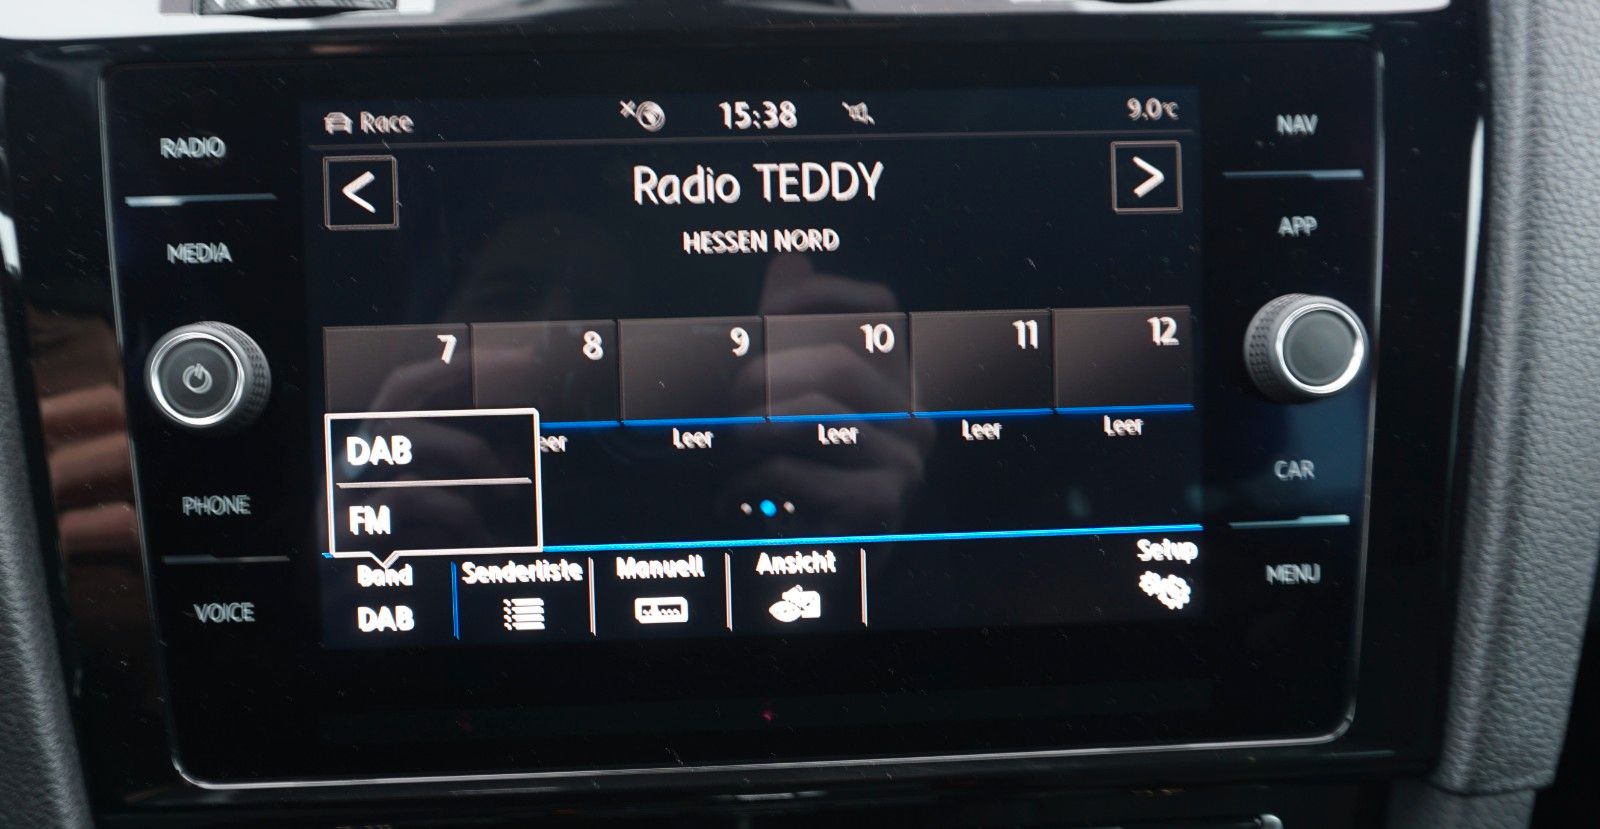 RADIO
MEDIA
PHONE
VOICE
Race
15:38
9.0°C
<
Radio TEDDY
>
HESSEN NORD
7 8 9 10 11 12
Leer Leer Leer Leer
DAB
FM
Band Senderliste Manuell Ansicht Setup
DAB
NAV
APP
CAR
MENU